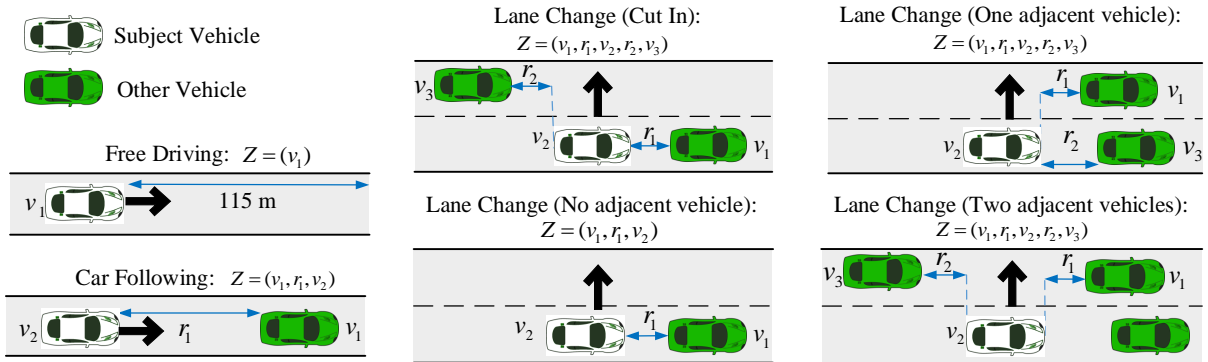 Subject Vehicle
Other Vehicle
Free Driving: Z = (v₁)
v₁
115 m
Car Following: Z = (v₁, r₁, v₂)
v₂
r₁
v₁
Lane Change (Cut In):
Z = (v₁, r₁, v₂, r₂, v₃)
v₃
r₂
v₂
r₁
v₁
Lane Change (No adjacent vehicle):
Z = (v₁, r₁, v₂)
v₂
r₁
v₁
Lane Change (One adjacent vehicle):
Z = (v₁, r₁, v₂, r₂, v₃)
r₁
v₁
v₂
r₂
v₃
Lane Change (Two adjacent vehicles):
Z = (v₁, r₁, v₂, r₂, v₃)
v₃
r₂
r₁
v₁
v₂